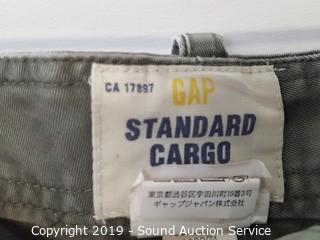 CA 17897
GAP
STANDARD
CARGO
東京都渋谷区宇田川町10番3号
ギャップジャパン株式会社
Copyright 2019 - Sound Auction Service